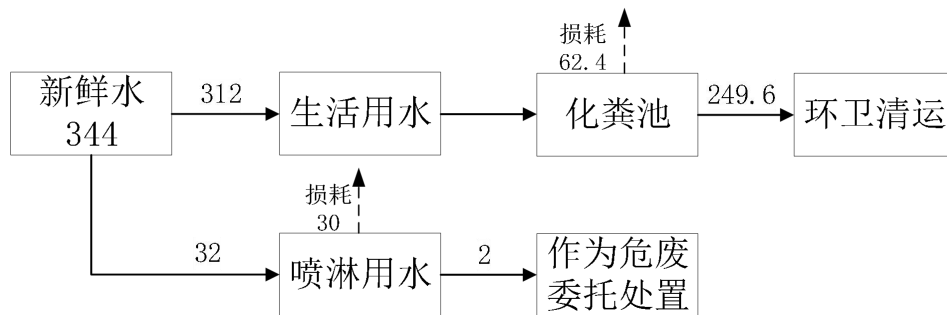 损耗
62.4
新鲜水
344
312
生活用水
化粪池
249.6
环卫清运
损耗
30
32
喷淋用水
2
作为危废
委托处置